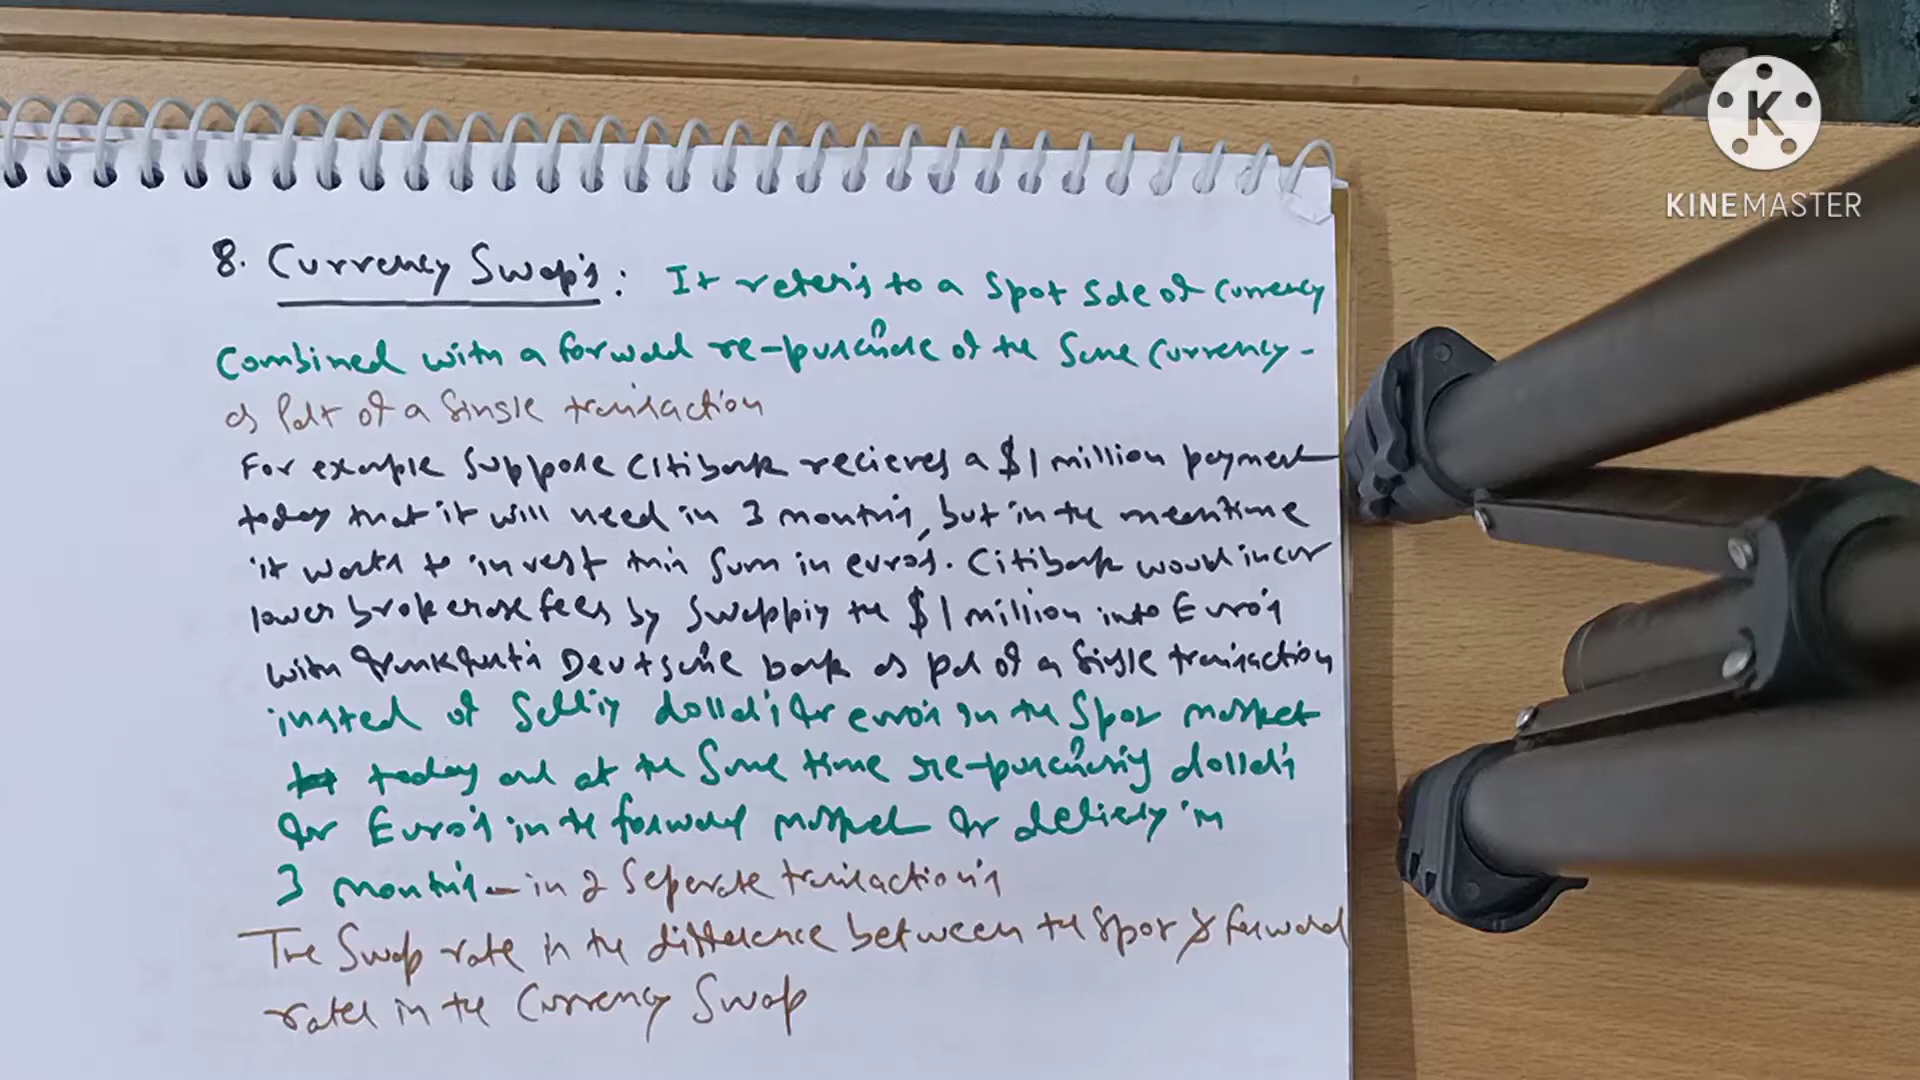 8. Currency Swap's: It refers to a Spot Sale of Currency
Combined with a forward re-purchase of the Same Currency-
as Part of a Single transaction
For example Suppose Citibank recieves a $1 million payment
today that it will need in 3 months, but in the meantime
it wants to invest this Sum in euros. Citibank would incur
lower brokerage fees by Swapping the $1 million into Euro's
with Frankfurt's Deutsche bank as part of a Single transaction
insted of Selling dollars for euros in the Spot market
today and at the Same time re-purchasing dollars
for Euro's in the forward market for delivery in
3 months - in 2 Seperate transactions
The Swap rate is the difference between the Spot & forward
rates in the Currency Swap
K
KINEMASTER